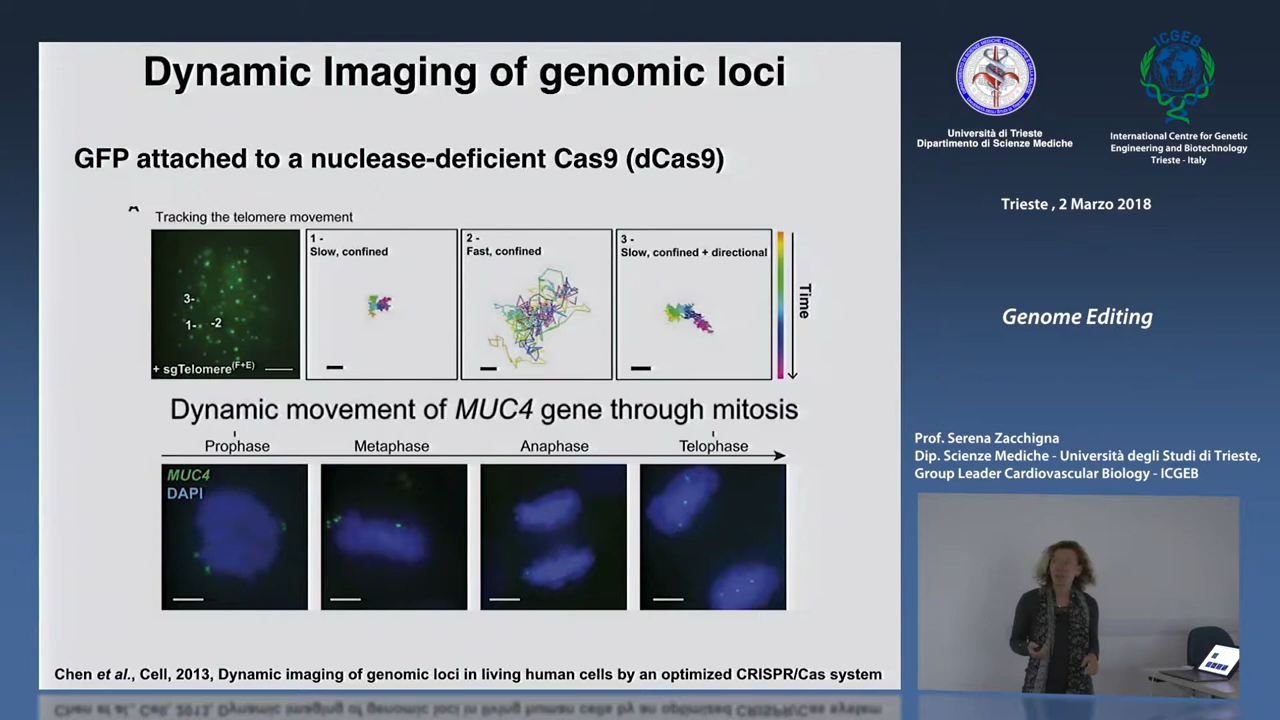 Dynamic Imaging of genomic loci
GFP attached to a nuclease-deficient Cas9 (dCas9)
Tracking the telomere movement
3-
1-
-2
+ sgTelomere(F+E)
1 -
Slow, confined
2 -
Fast, confined
3 -
Slow, confined + directional
Time
Dynamic movement of MUC4 gene through mitosis
Prophase
Metaphase
Anaphase
Telophase
MUC4
DAPI
Chen et al., Cell, 2013, Dynamic imaging of genomic loci in living human cells by an optimized CRISPR/Cas system
ICGEB
Università di Trieste
Dipartimento di Scienze Mediche
International Centre for Genetic
Engineering and Biotechnology
Trieste - Italy
Trieste , 2 Marzo 2018
Genome Editing
Prof. Serena Zacchigna
Dip. Scienze Mediche - Università degli Studi di Trieste,
Group Leader Cardiovascular Biology - ICGEB